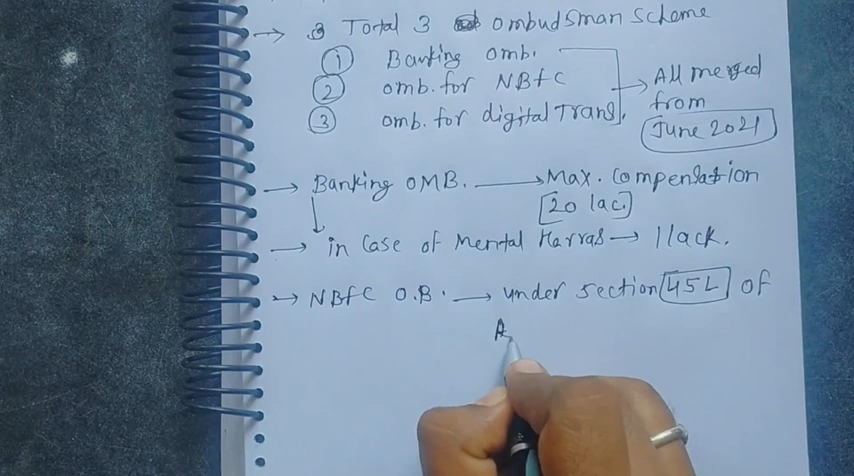 → Total 3 ombudsman scheme
① Banking omb.
② omb. for NBFC
③ omb. for digital Trans.
→ All merged
from
June 2021
→ Banking OMB. → Max. Compensation
[20 lac.]
→ in case of Mental Harras → 1 lack.
→ NBFC O.B. → under section 45L of
A